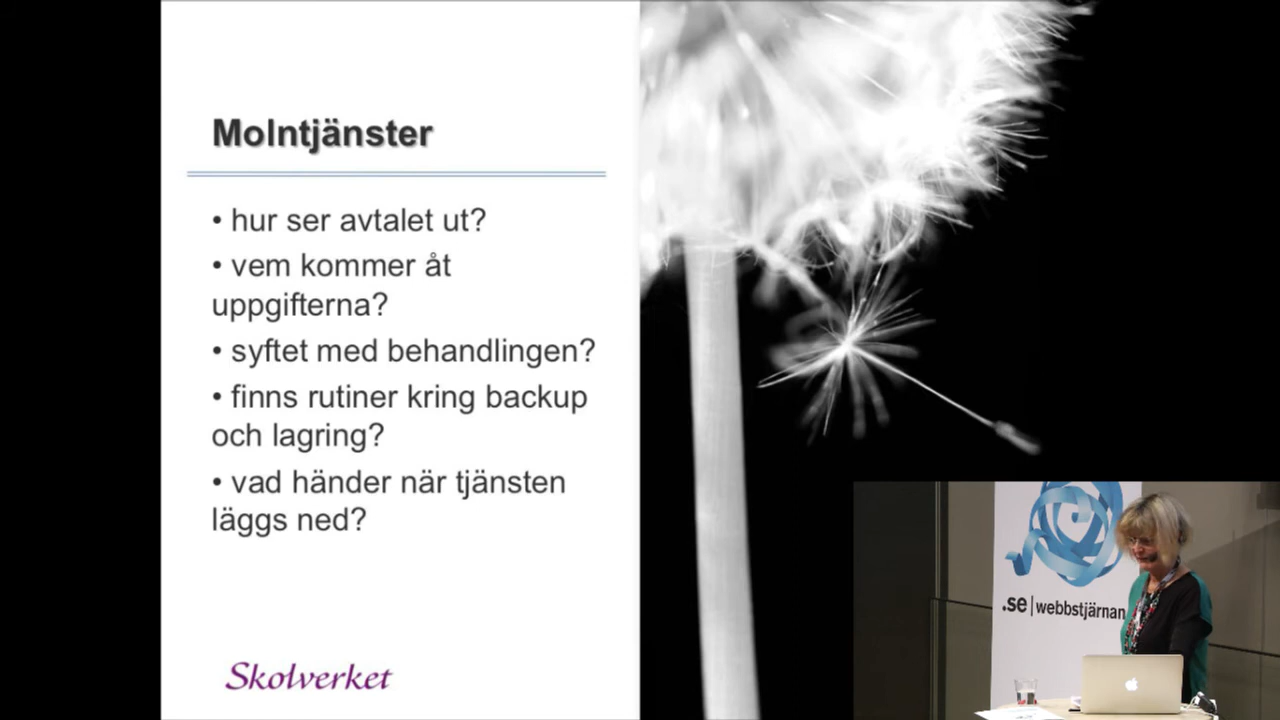 Molntjänster
• hur ser avtalet ut?
• vem kommer åt
uppgifterna?
• syftet med behandlingen?
• finns rutiner kring backup
och lagring?
• vad händer när tjänsten
läggs ned?
Skolverket
.se | webbstjärnan